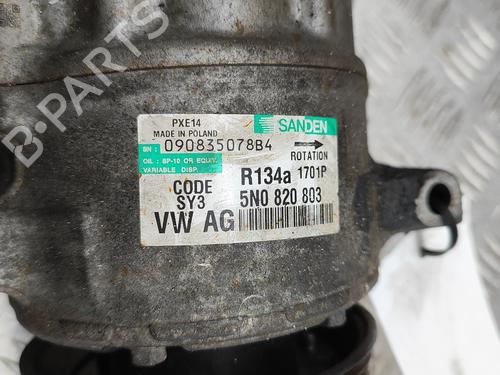 PXE14
MADE IN POLAND
SANDEN
SN : 090835078B4
ROTATION
OIL : SP-10 OR EQUIV.
VARIABLE DISP.
R134a 1701P
CODE
SY3
5N0 820 803
VW AG